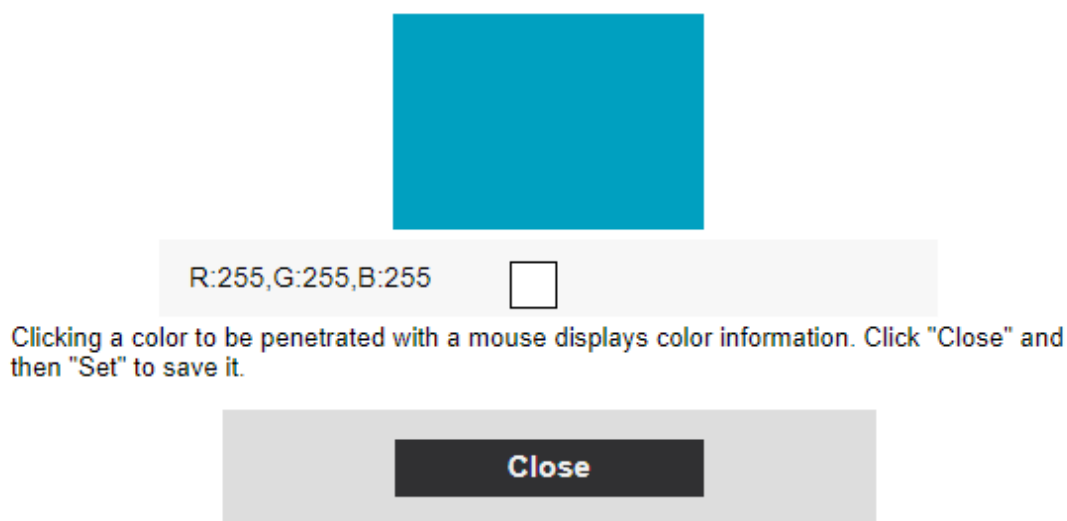 R:255,G:255,B:255
Clicking a color to be penetrated with a mouse displays color information. Click "Close" and
then "Set" to save it.
Close